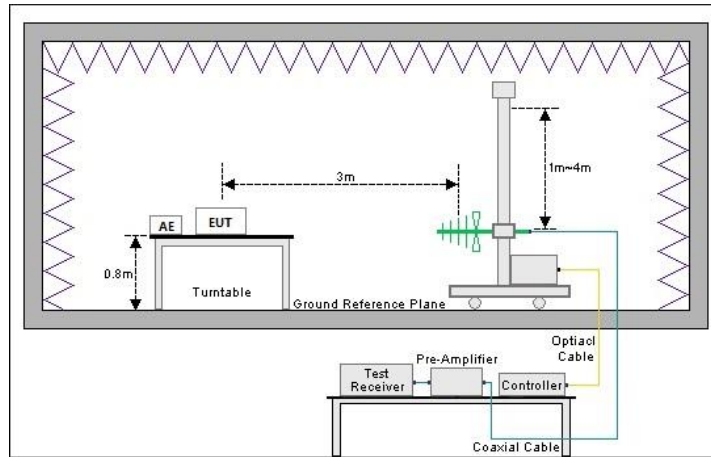 1m~4m
3m
AE
EUT
0.8m
Turntable
Ground Reference Plane
Optiacl
Cable
Pre-Amplifier
Test
Receiver
Controller
Coaxial Cable